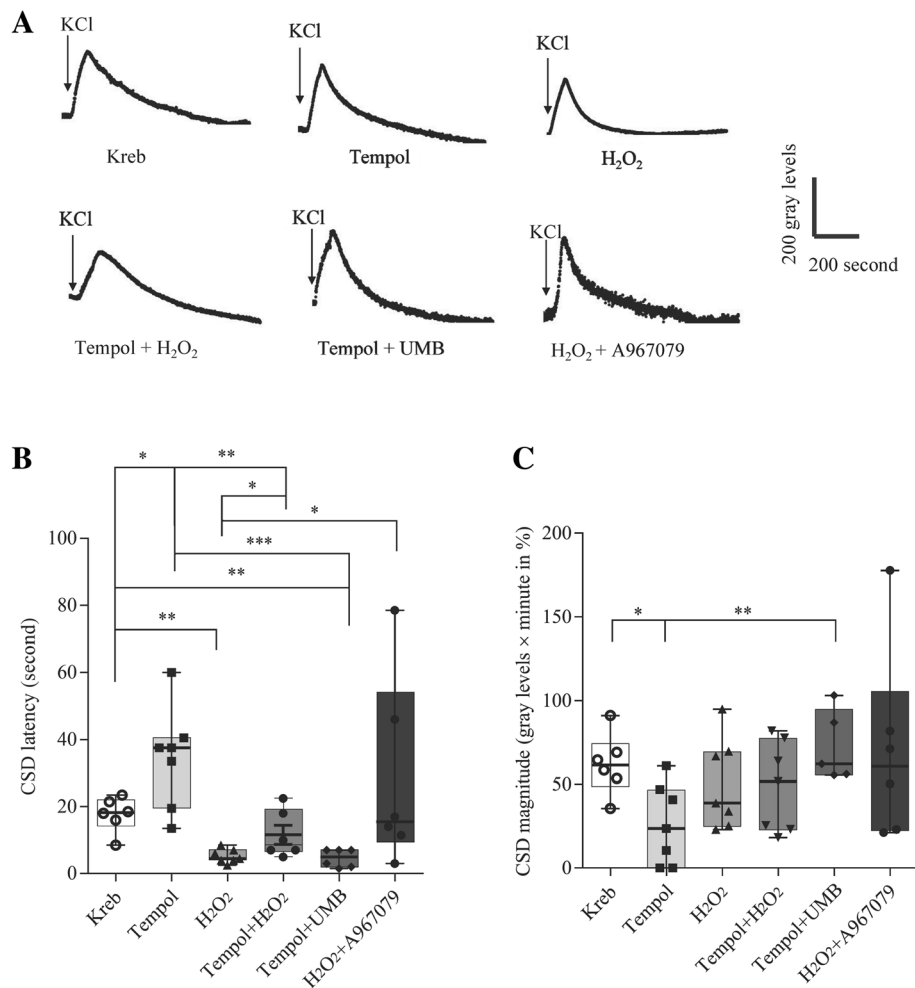 A
KCl
KCl
KCl
Kreb
Tempol
H₂O₂
200 gray levels
200 second
KCl
KCl
KCl
Tempol + H₂O₂
Tempol + UMB
H₂O₂ + A967079
B
C
* **
*
*
***
**
**
CSD latency (second)
100
80
60
40
20
0
Kreb
Tempol
H₂O₂
Tempol+H₂O₂
Tempol+UMB
H₂O₂+A967079
* **
CSD magnitude (gray levels × minute in %)
200
150
100
50
0
Kreb
Tempol
H₂O₂
Tempol+H₂O₂
Tempol+UMB
H₂O₂+A967079